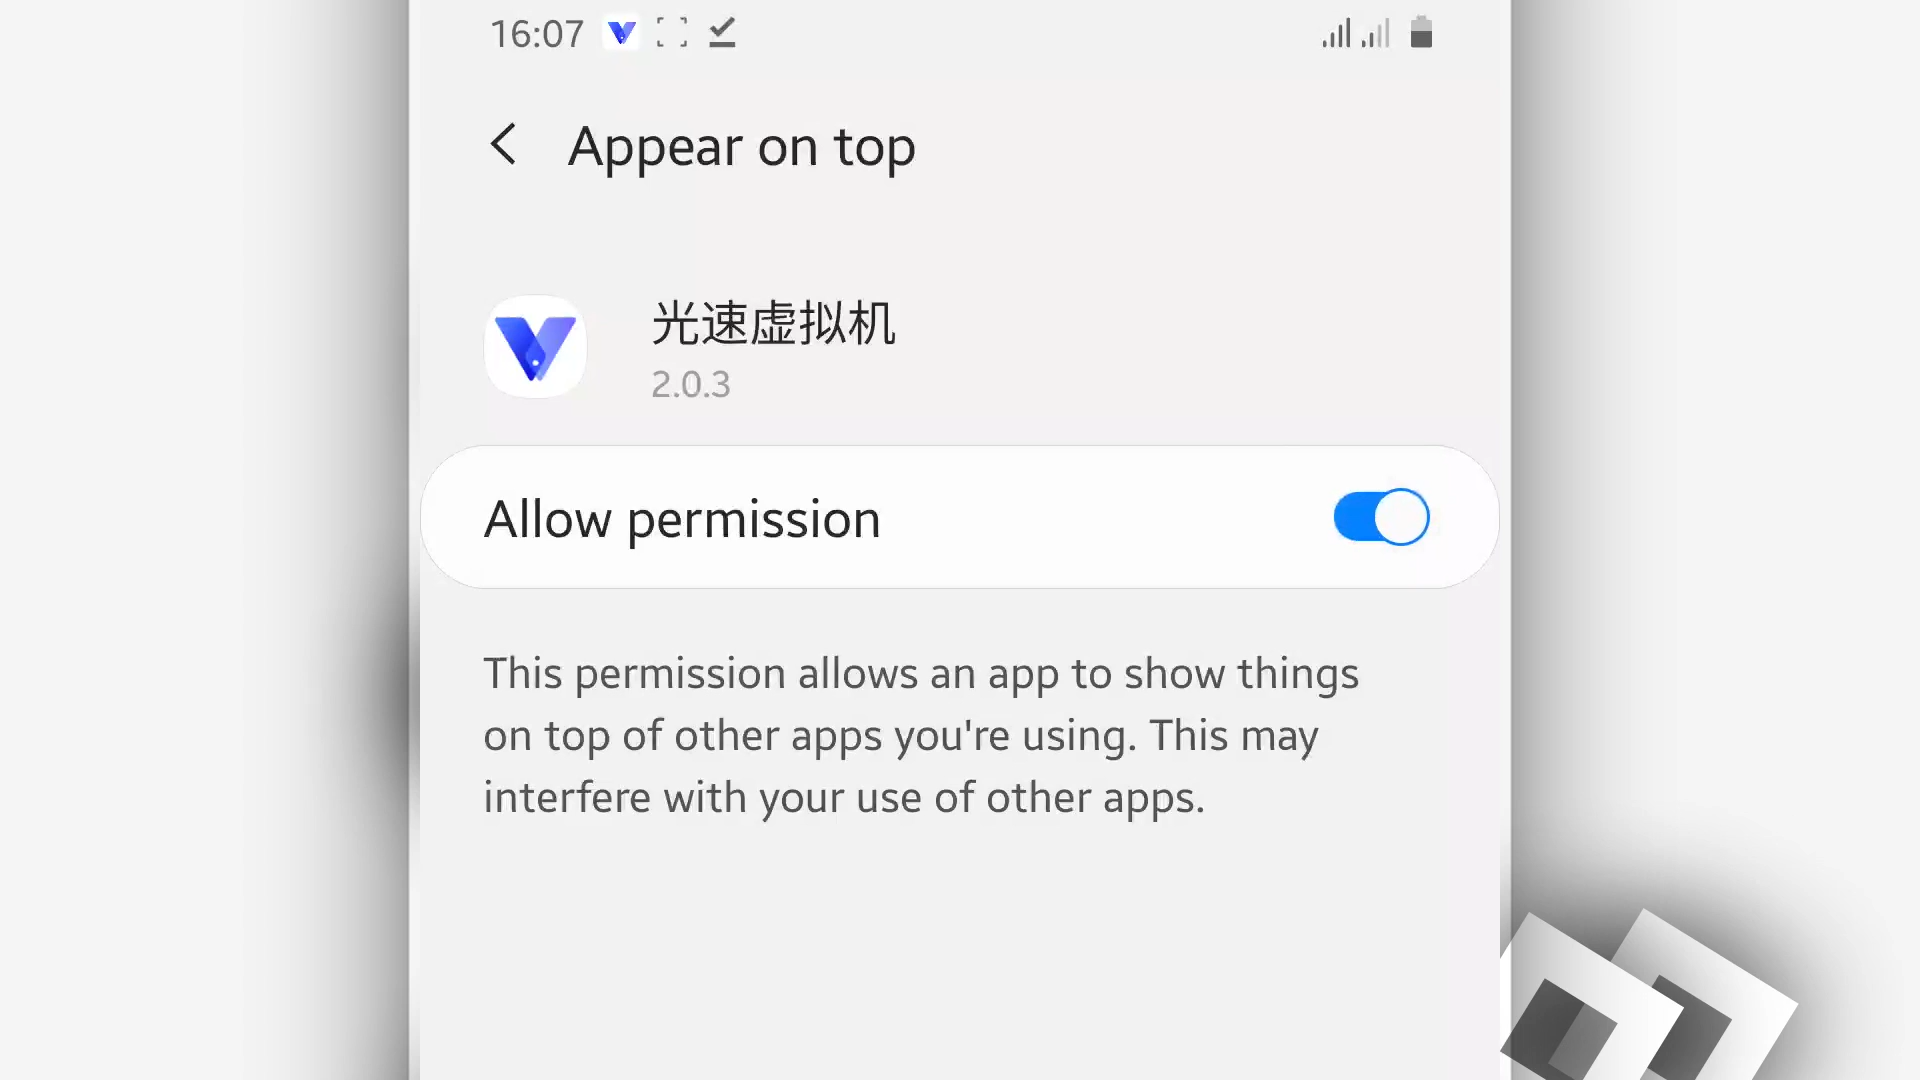 16:07
Appear on top
光速虚拟机
2.0.3
Allow permission
This permission allows an app to show things
on top of other apps you're using. This may
interfere with your use of other apps.